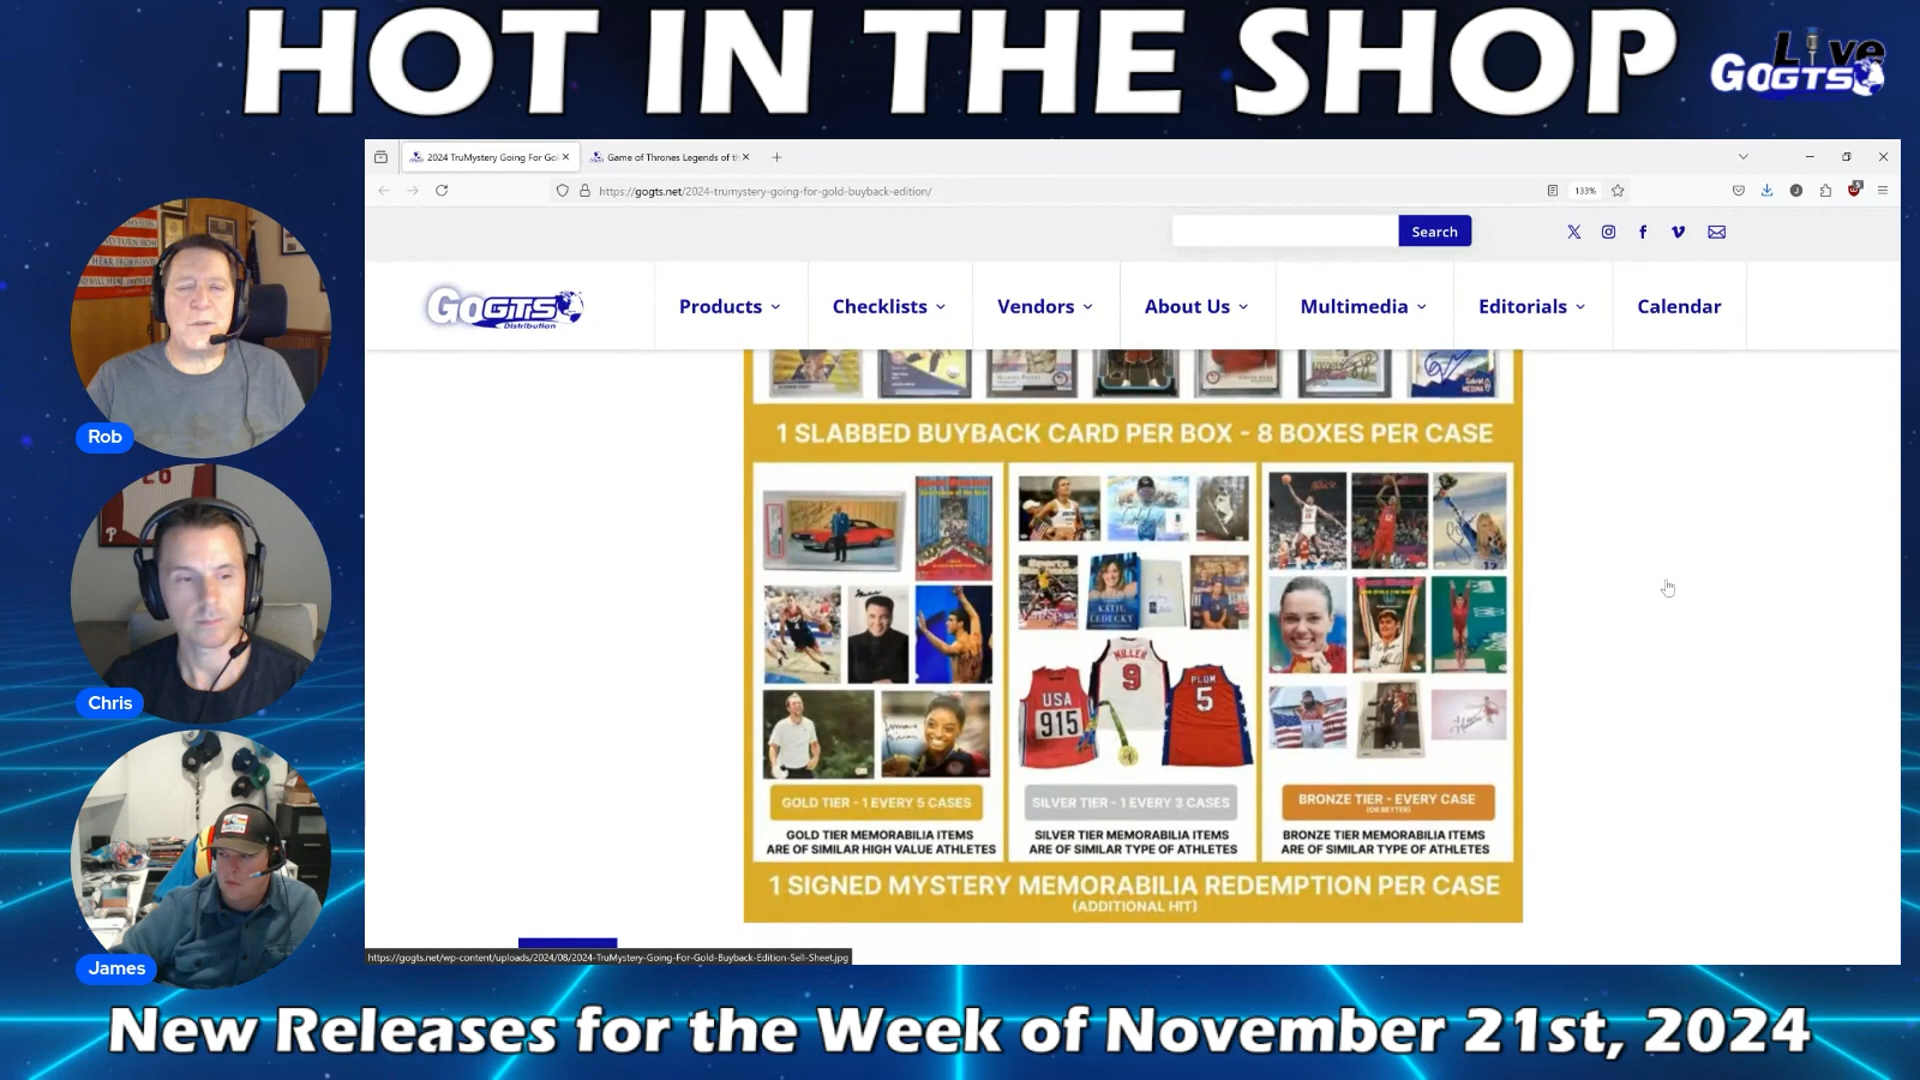 HOT IN THE SHOP
Live
GOGTS
2024 TruMystery Going For Gol
Game of Thrones Legends of th
https://gogts.net/2024-trumystery-going-for-gold-buyback-edition/
133%
Search
GOGTS
Distribution
Products
Checklists
Vendors
About Us
Multimedia
Editorials
Calendar
1 SLABBED BUYBACK CARD PER BOX - 8 BOXES PER CASE
KATIE
LEDECKY
MILLER
9
USA
915
PLUM
5
GOLD TIER - 1 EVERY 5 CASES
SILVER TIER - 1 EVERY 3 CASES
BRONZE TIER - EVERY CASE
(OR BETTER)
GOLD TIER MEMORABILIA ITEMS
ARE OF SIMILAR HIGH VALUE ATHLETES
SILVER TIER MEMORABILIA ITEMS
ARE OF SIMILAR TYPE OF ATHLETES
BRONZE TIER MEMORABILIA ITEMS
ARE OF SIMILAR TYPE OF ATHLETES
1 SIGNED MYSTERY MEMORABILIA REDEMPTION PER CASE
(ADDITIONAL HIT)
https://gogts.net/wp-content/uploads/2024/08/2024-TruMystery-Going-For-Gold-Buyback-Edition-Sell-Sheet.jpg
Rob
Chris
James
New Releases for the Week of November 21st, 2024